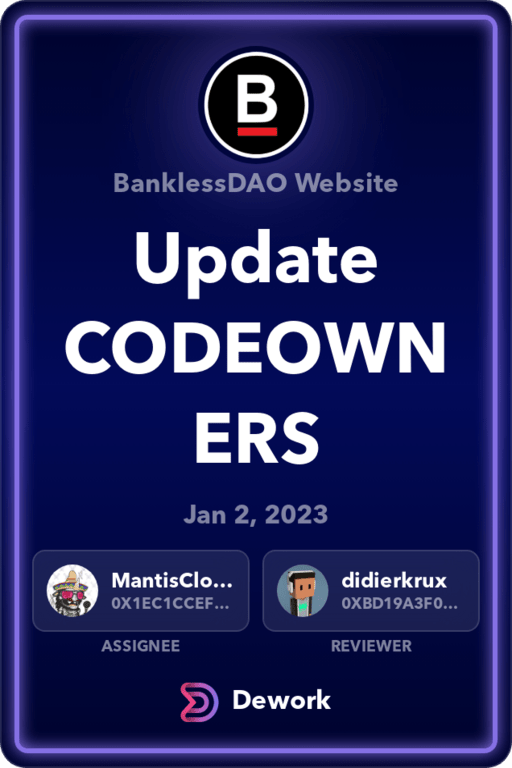 B
BanklessDAO Website
Update
CODEOWN
ERS
Jan 2, 2023
MantisClo...
0X1EC1CCEF...
ASSIGNEE
didierkrux
0XBD19A3F0...
REVIEWER
Dework